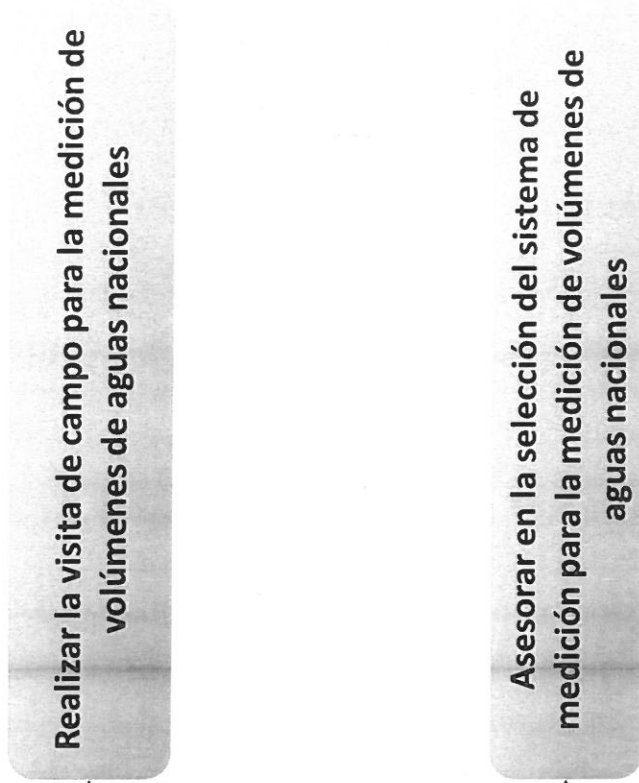 Realizar la visita de campo para la medición de
volúmenes de aguas nacionales
Asesorar en la selección del sistema de
medición para la medición de volúmenes de
aguas nacionales